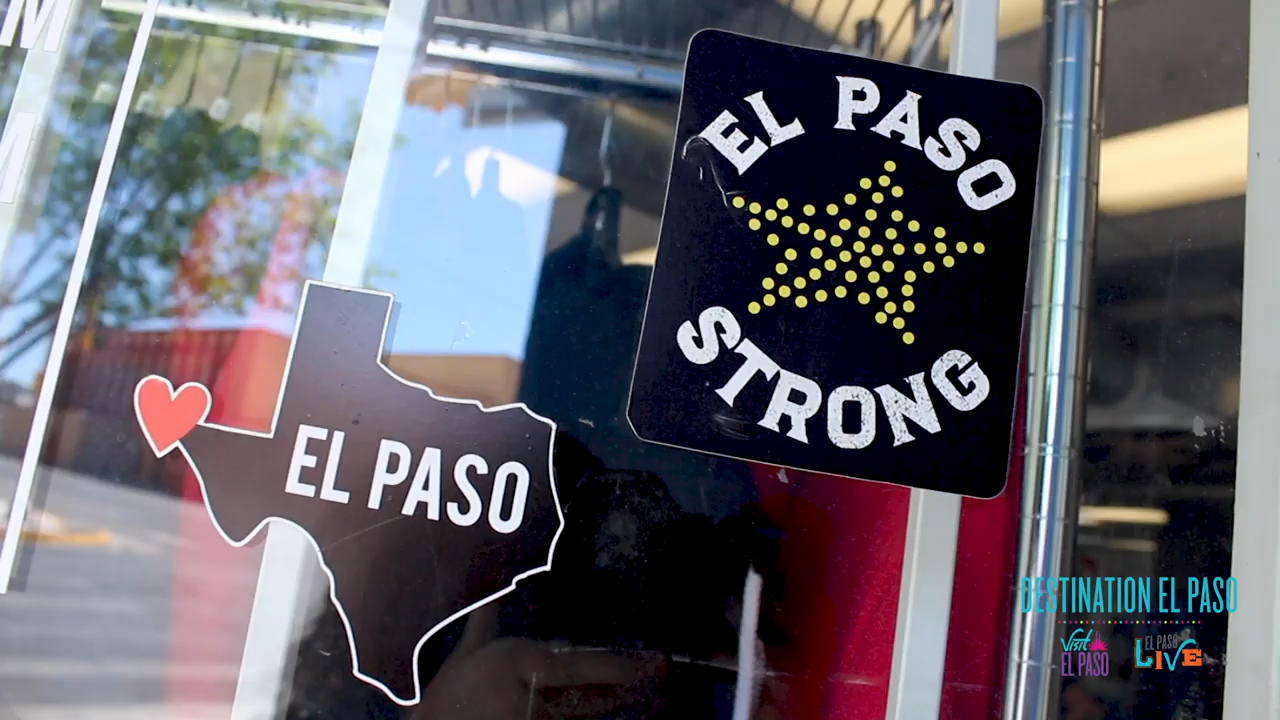 M
M
EL PASO
STRONG
EL PASO
DESTINATION EL PASO
Visit
EL PASO
EL PASO
LIVE